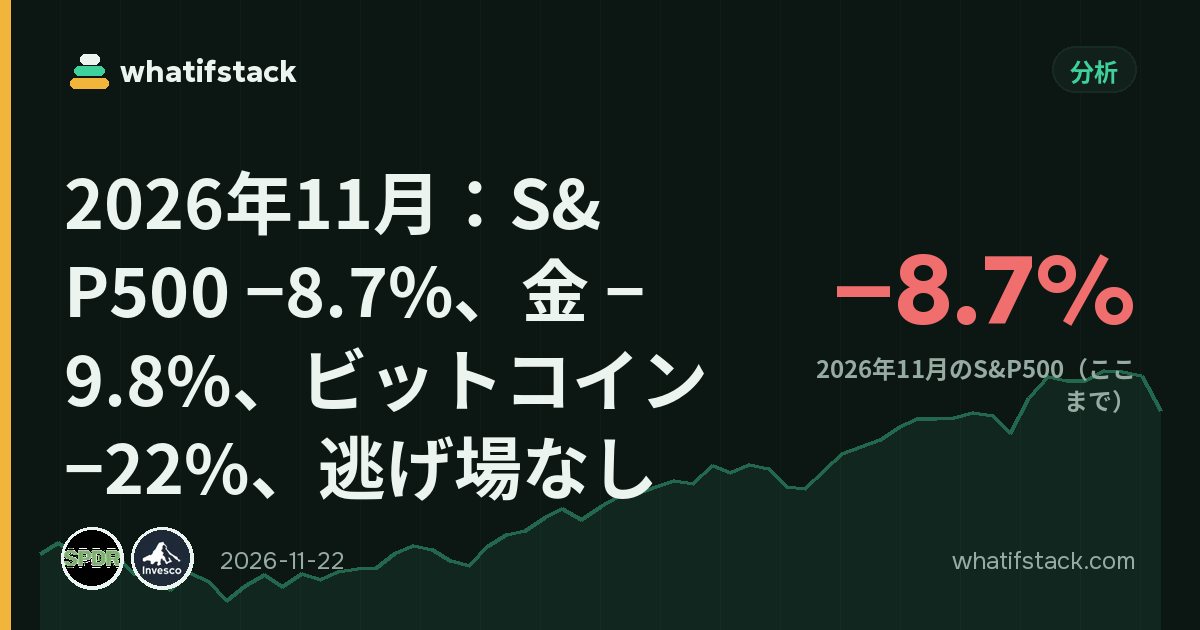 whatifstack
分析
2026年11月：S&
P500 −8.7%、金 −
9.8%、ビットコイン
−22%、逃げ場なし
−8.7%
2026年11月のS&P500（ここ
まで）
SPDR
Invesco
2026-11-22
whatifstack.com